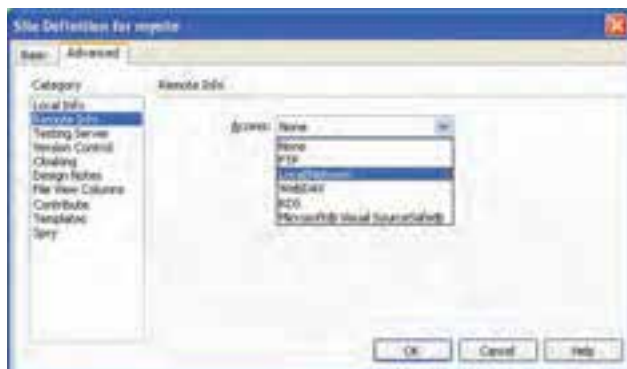 Site Definition for mysite
Basic Advanced
Category
Remote Info
Local Info
Remote Info
Testing Server
Version Control
Cloaking
Design Notes
File View Columns
Contribute
Templates
Spry
Access: None
None
FTP
Local/Network
WebDAV
RDS
Microsoft® Visual SourceSafe®
OK Cancel Help